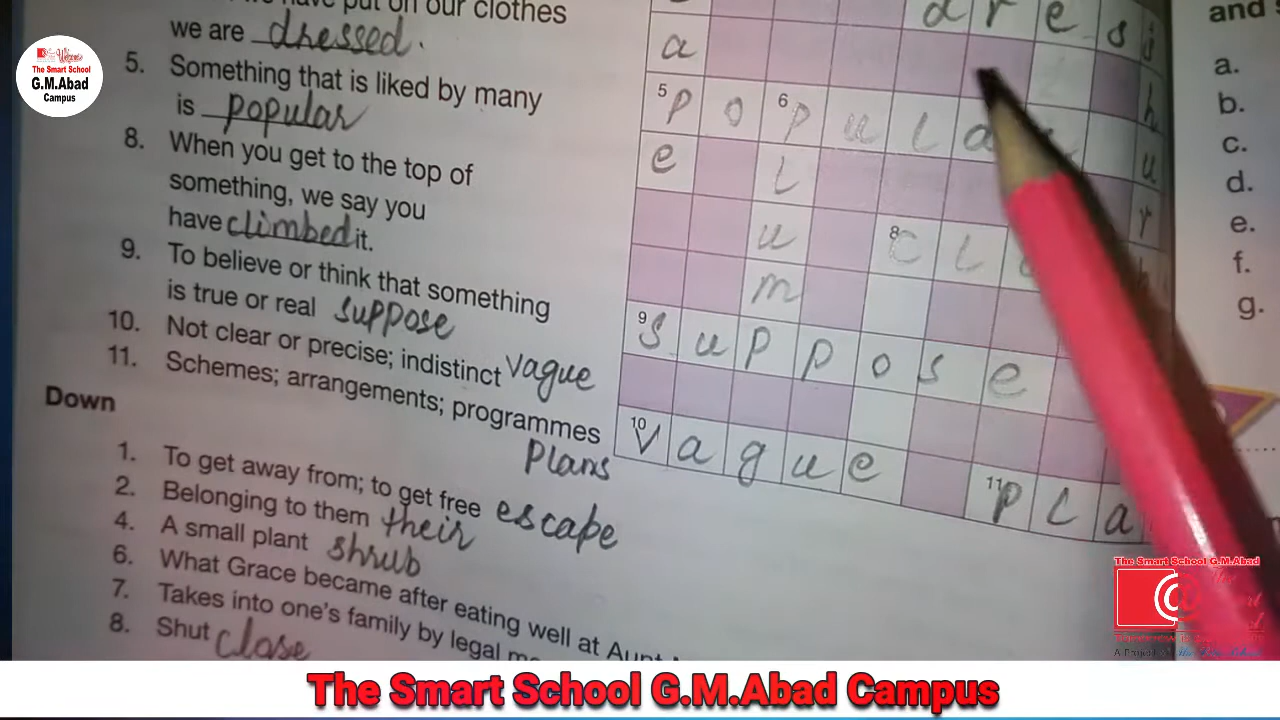 put on our clothes
we are dressed.
5. Something that is liked by many
is popular
8. When you get to the top of
something, we say you
have climbed it.
9. To believe or think that something
is true or real suppose
10. Not clear or precise; indistinct vague
11. Schemes; arrangements; programmes
Plans
Down
1. To get away from; to get free escape
2. Belonging to them their
4. A small plant shrub
6. What Grace became after eating well at
7. Takes into one's family by legal
8. Shut close
d r e s s
a
5 p o 6 p u l a
e l u
u 8 c l
m
9 s u p p o s e
10 v a g u e 11 p l a
s
h
u
r
and
a.
b.
c.
d.
e.
f.
g.
The Smart School
G.M.Abad
Campus
The Smart School G.M.Abad
The Smart School G.M.Abad Campus